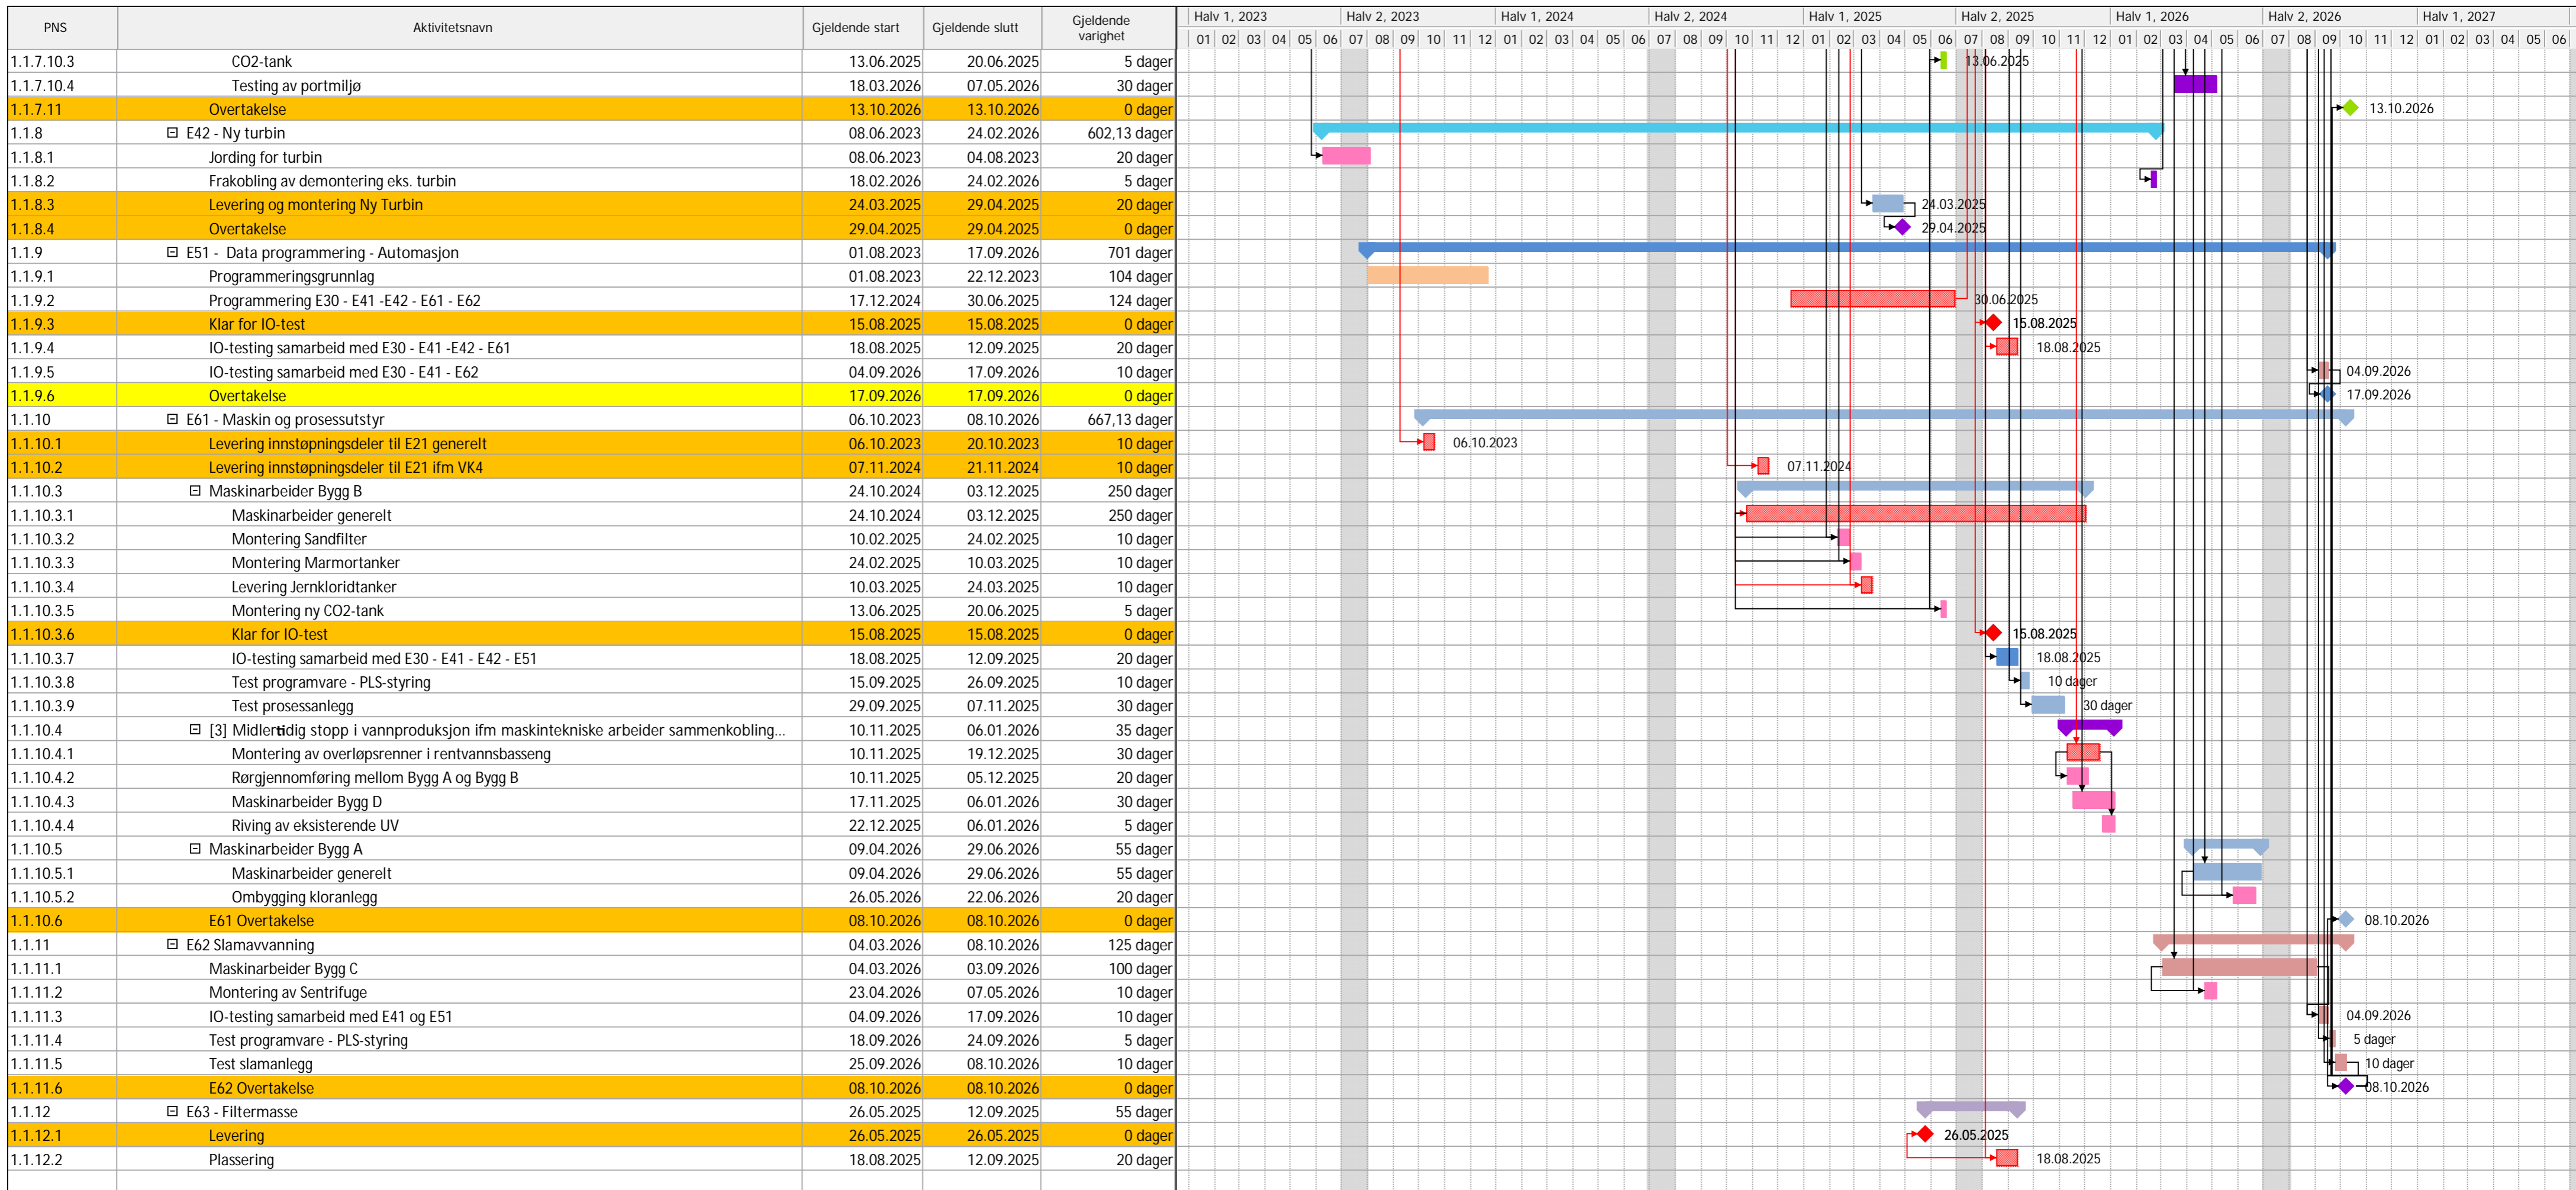 PNS Aktivitetsnavn Gjeldende start Gjeldende slutt Gjeldende varighet
Halv 1, 2023 Halv 2, 2023 Halv 1, 2024 Halv 2, 2024 Halv 1, 2025 Halv 2, 2025 Halv 1, 2026 Halv 2, 2026 Halv 1, 2027
01 02 03 04 05 06 07 08 09 10 11 12 01 02 03 04 05 06 07 08 09 10 11 12 01 02 03 04 05 06 07 08 09 10 11 12 01 02 03 04 05 06 07 08 09 10 11 12 01 02 03 04 05 06
1.1.7.10.3 CO2-tank 13.06.2025 20.06.2025 5 dager 13.06.2025
1.1.7.10.4 Testing av portmiljø 18.03.2026 07.05.2026 30 dager
1.1.7.11 Overtakelse 13.10.2026 13.10.2026 0 dager 13.10.2026
1.1.8 E42 - Ny turbin 08.06.2023 24.02.2026 602,13 dager
1.1.8.1 Jording for turbin 08.06.2023 04.08.2023 20 dager
1.1.8.2 Frakobling av demontering eks. turbin 18.02.2026 24.02.2026 5 dager
1.1.8.3 Levering og montering Ny Turbin 24.03.2025 29.04.2025 20 dager 24.03.2025
1.1.8.4 Overtakelse 29.04.2025 29.04.2025 0 dager 29.04.2025
1.1.9 E51 - Data programmering - Automasjon 01.08.2023 17.09.2026 701 dager
1.1.9.1 Programmeringsgrunnlag 01.08.2023 22.12.2023 104 dager
1.1.9.2 Programmering E30 - E41 -E42 - E61 - E62 17.12.2024 30.06.2025 124 dager 30.06.2025
1.1.9.3 Klar for IO-test 15.08.2025 15.08.2025 0 dager 15.08.2025
1.1.9.4 IO-testing samarbeid med E30 - E41 -E42 - E61 18.08.2025 12.09.2025 20 dager 18.08.2025
1.1.9.5 IO-testing samarbeid med E30 - E41 - E62 04.09.2026 17.09.2026 10 dager 04.09.2026
1.1.9.6 Overtakelse 17.09.2026 17.09.2026 0 dager 17.09.2026
1.1.10 E61 - Maskin og prosessutstyr 06.10.2023 08.10.2026 667,13 dager
1.1.10.1 Levering innstøpningsdeler til E21 generelt 06.10.2023 20.10.2023 10 dager 06.10.2023
1.1.10.2 Levering innstøpningsdeler til E21 ifm VK4 07.11.2024 21.11.2024 10 dager 07.11.2024
1.1.10.3 Maskinarbeider Bygg B 24.10.2024 03.12.2025 250 dager
1.1.10.3.1 Maskinarbeider generelt 24.10.2024 03.12.2025 250 dager
1.1.10.3.2 Montering Sandfilter 10.02.2025 24.02.2025 10 dager
1.1.10.3.3 Montering Marmortanker 24.02.2025 10.03.2025 10 dager
1.1.10.3.4 Levering Jernkloridtanker 10.03.2025 24.03.2025 10 dager
1.1.10.3.5 Montering ny CO2-tank 13.06.2025 20.06.2025 5 dager
1.1.10.3.6 Klar for IO-test 15.08.2025 15.08.2025 0 dager 15.08.2025
1.1.10.3.7 IO-testing samarbeid med E30 - E41 - E42 - E51 18.08.2025 12.09.2025 20 dager 18.08.2025
1.1.10.3.8 Test programvare - PLS-styring 15.09.2025 26.09.2025 10 dager 10 dager
1.1.10.3.9 Test prosessanlegg 29.09.2025 07.11.2025 30 dager 30 dager
1.1.10.4 [3] Midlertidig stopp i vannproduksjon ifm maskintekniske arbeider sammenkobling... 10.11.2025 06.01.2026 35 dager
1.1.10.4.1 Montering av overløpsrenner i rentvannsbasseng 10.11.2025 19.12.2025 30 dager
1.1.10.4.2 Rørgjennomføring mellom Bygg A og Bygg B 10.11.2025 05.12.2025 20 dager
1.1.10.4.3 Maskinarbeider Bygg D 17.11.2025 06.01.2026 30 dager
1.1.10.4.4 Riving av eksisterende UV 22.12.2025 06.01.2026 5 dager
1.1.10.5 Maskinarbeider Bygg A 09.04.2026 29.06.2026 55 dager
1.1.10.5.1 Maskinarbeider generelt 09.04.2026 29.06.2026 55 dager
1.1.10.5.2 Ombygging kloranlegg 26.05.2026 22.06.2026 20 dager
1.1.10.6 E61 Overtakelse 08.10.2026 08.10.2026 0 dager 08.10.2026
1.1.11 E62 Slamavvanning 04.03.2026 08.10.2026 125 dager
1.1.11.1 Maskinarbeider Bygg C 04.03.2026 03.09.2026 100 dager
1.1.11.2 Montering av Sentrifuge 23.04.2026 07.05.2026 10 dager
1.1.11.3 IO-testing samarbeid med E41 og E51 04.09.2026 17.09.2026 10 dager 04.09.2026
1.1.11.4 Test programvare - PLS-styring 18.09.2026 24.09.2026 5 dager 5 dager
1.1.11.5 Test slamanlegg 25.09.2026 08.10.2026 10 dager 10 dager
1.1.11.6 E62 Overtakelse 08.10.2026 08.10.2026 0 dager 08.10.2026
1.1.12 E63 - Filtermasse 26.05.2025 12.09.2025 55 dager
1.1.12.1 Levering 26.05.2025 26.05.2025 0 dager 26.05.2025
1.1.12.2 Plassering 18.08.2025 12.09.2025 20 dager 18.08.2025